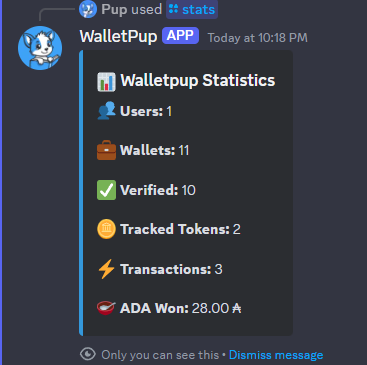 Pup used stats
WalletPup APP Today at 10:18 PM
Walletpup Statistics
Users: 1
Wallets: 11
Verified: 10
Tracked Tokens: 2
Transactions: 3
ADA Won: 28.00 ₳
Only you can see this • Dismiss message